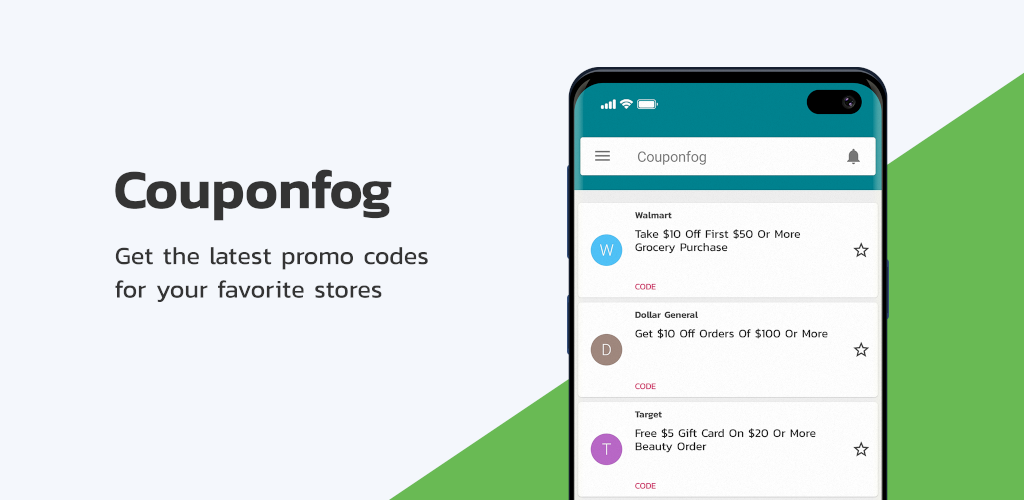 Couponfog
Get the latest promo codes
for your favorite stores
Couponfog
Walmart
W
Take $10 Off First $50 Or More
Grocery Purchase
CODE
Dollar General
D
Get $10 Off Orders Of $100 Or More
CODE
Target
T
Free $5 Gift Card On $20 Or More
Beauty Order
CODE